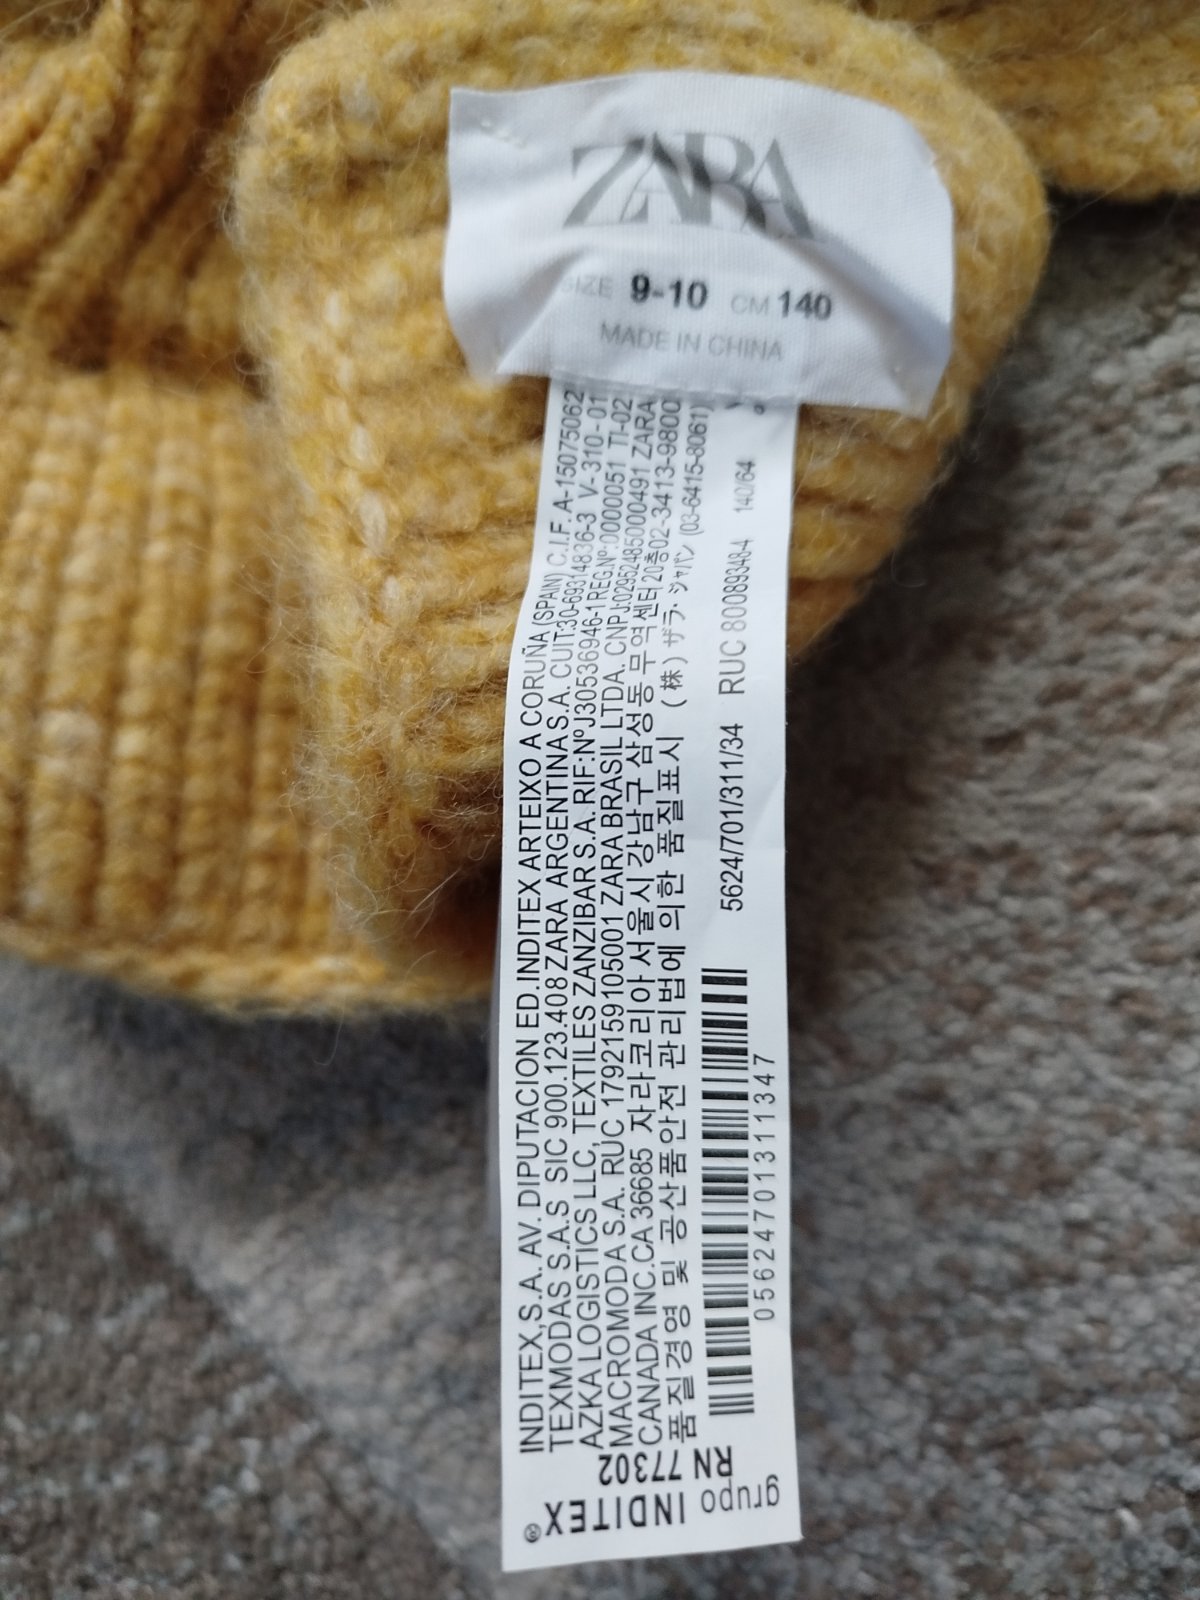 ZARA
SIZE 9-10 CM 140
MADE IN CHINA
INDITEX,S.A. AV. DIPUTACION ED.INDITEX ARTEIXO A CORUÑA (SPAIN) C.I.F. A-15075062
TEXMODAS S.A.S SIC 900.123.408 ZARA ARGENTINA S.A. CUIT:30-69314836-3 V-310-01
AZKA LOGISTICS LLC, TEXTILES ZANZIBAR S.A. RIF:Nº J30536946-1 REG.Nº:0000051 TI-02
MACROMODA S.A. RUC 1792159105001 ZARA BRASIL LTDA. CNPJ:02952485000491 ZARA
CANADA INC.CA 36685 자라코리아 서울시 강남구 삼성동 무역센터 20층02-3413-9800
품질경영 및 공산품안전 관리법에 의한 품질표시 (株) ザラ・ジャパン (03-6415-8061)
5624/701/311/34 RUC 80089348-4 140/64
05624701311347
RN 77302
grupo INDITEX®